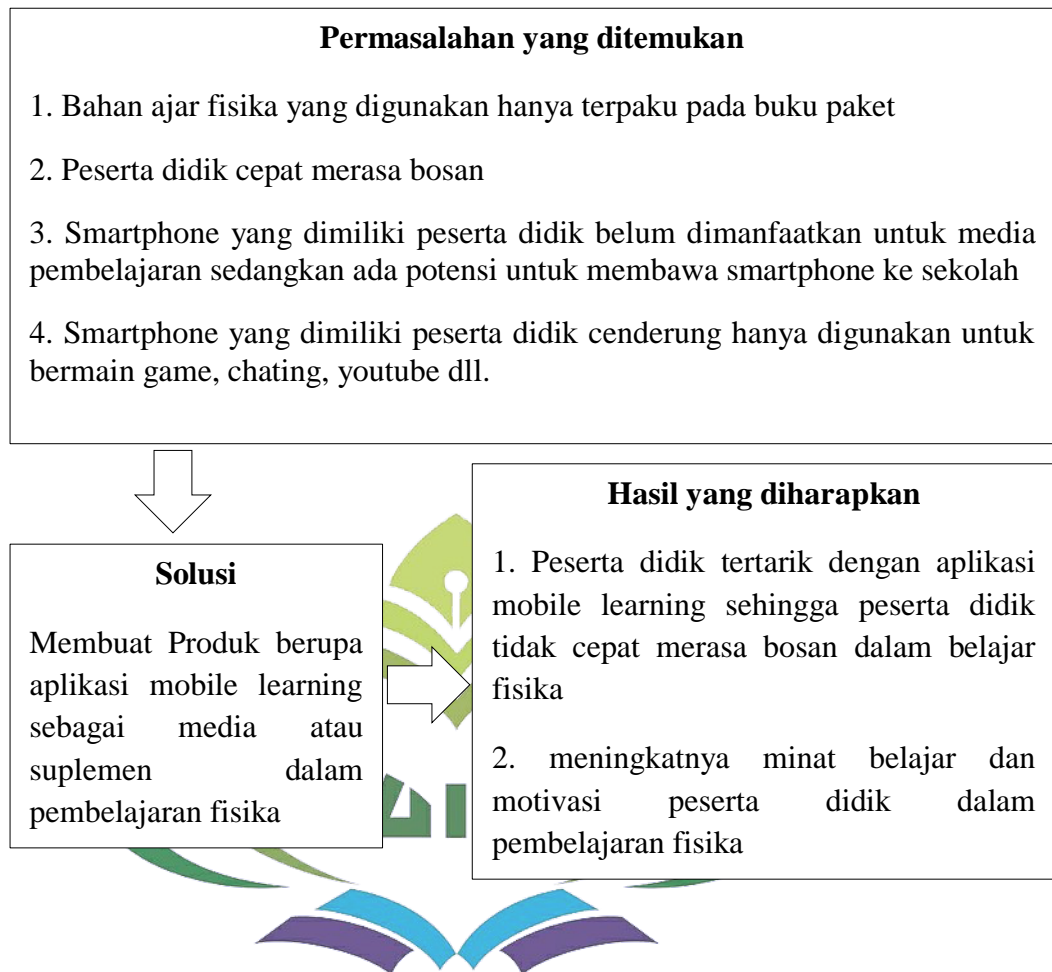 Permasalahan yang ditemukan
1. Bahan ajar fisika yang digunakan hanya terpaku pada buku paket
2. Peserta didik cepat merasa bosan
3. Smartphone yang dimiliki peserta didik belum dimanfaatkan untuk media
pembelajaran sedangkan ada potensi untuk membawa smartphone ke sekolah
4. Smartphone yang dimiliki peserta didik cenderung hanya digunakan untuk
bermain game, chating, youtube dll.
Solusi
Membuat Produk berupa
aplikasi mobile learning
sebagai media atau
suplemen dalam
pembelajaran fisika
Hasil yang diharapkan
1. Peserta didik tertarik dengan aplikasi
mobile learning sehingga peserta didik
tidak cepat merasa bosan dalam belajar
fisika
2. meningkatnya minat belajar dan
motivasi peserta didik dalam
pembelajaran fisika